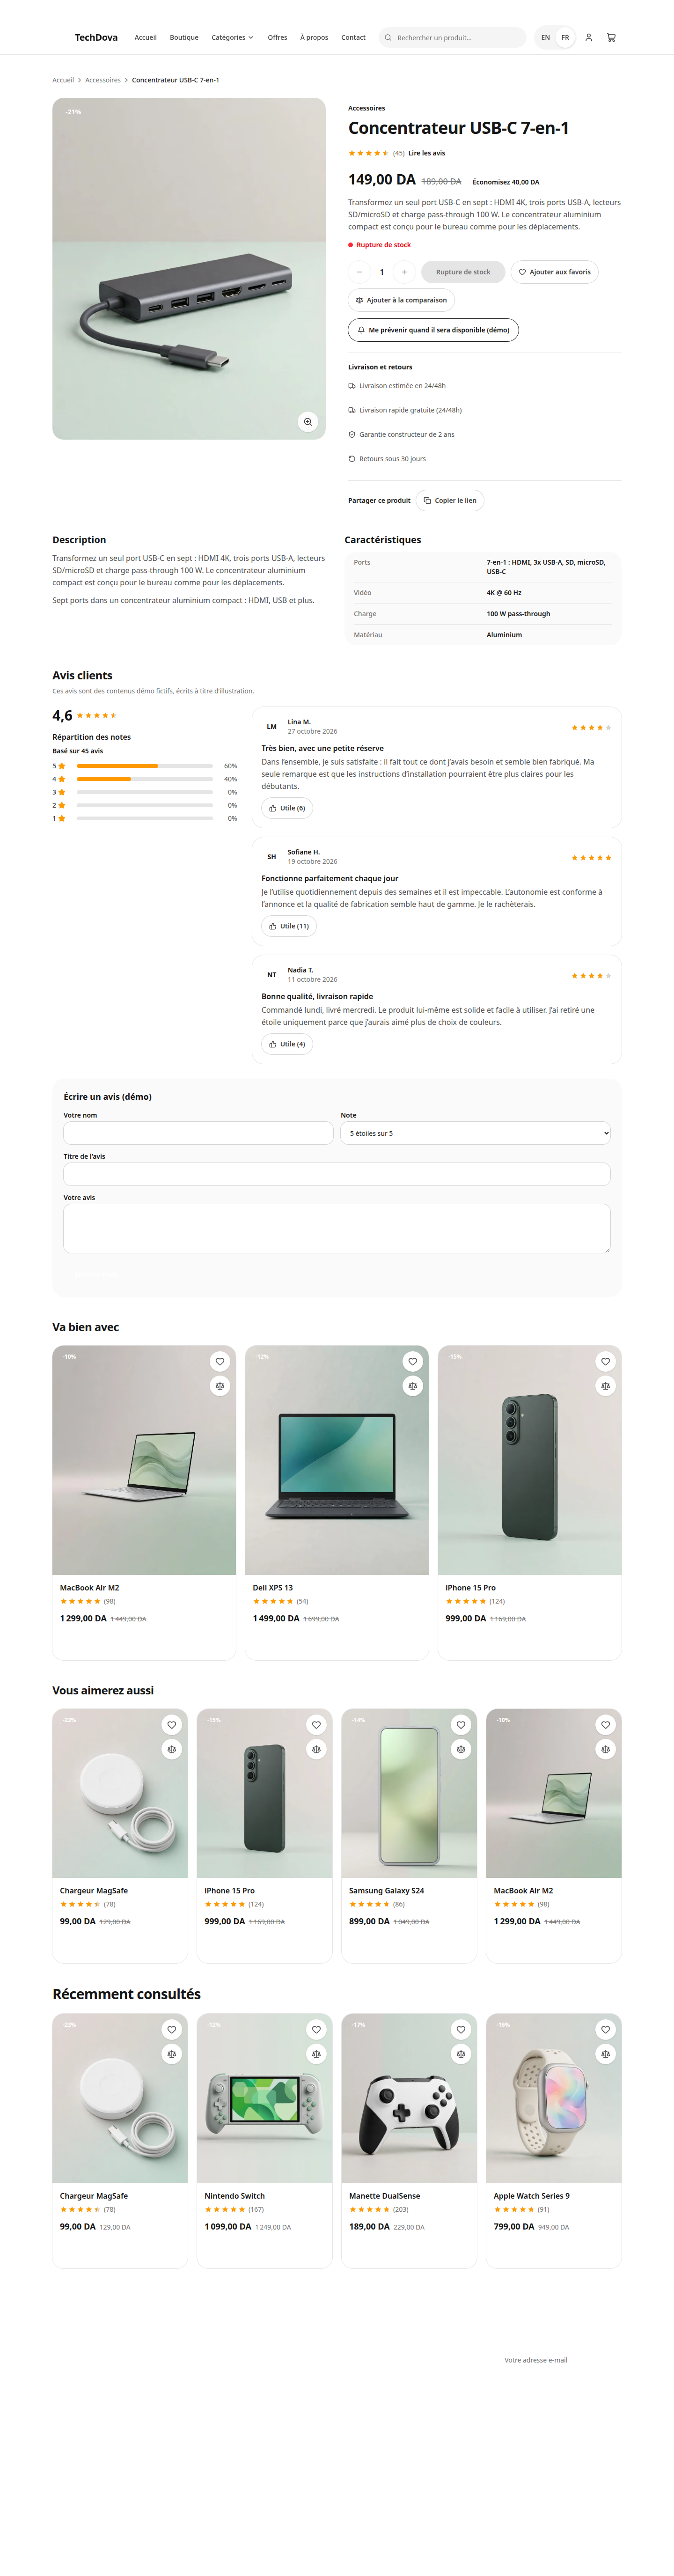 TechDova
Accueil
Boutique
Catégories
Offres
À propos
Contact
Rechercher un produit…
EN
FR
Accueil > Accessoires > Concentrateur USB-C 7-en-1
-21%
Accessoires
Concentrateur USB-C 7-en-1
(45) Lire les avis
149,00 DA 189,00 DA Économisez 40,00 DA
Transformez un seul port USB-C en sept : HDMI 4K, trois ports USB-A, lecteurs
SD/microSD et charge pass-through 100 W. Le concentrateur aluminium
compact est conçu pour le bureau comme pour les déplacements.
Rupture de stock
− 1 + Rupture de stock
Ajouter aux favoris
Ajouter à la comparaison
Me prévenir quand il sera disponible (démo)
Livraison et retours
Livraison estimée en 24/48h
Livraison rapide gratuite (24/48h)
Garantie constructeur de 2 ans
Retours sous 30 jours
Partager ce produit
Copier le lien
Description
Transformez un seul port USB-C en sept : HDMI 4K, trois ports USB-A, lecteurs
SD/microSD et charge pass-through 100 W. Le concentrateur aluminium
compact est conçu pour le bureau comme pour les déplacements.
Sept ports dans un concentrateur aluminium compact : HDMI, USB et plus.
Caractéristiques
Ports
7-en-1 : HDMI, 3x USB-A, SD, microSD,
USB-C
Vidéo
4K @ 60 Hz
Charge
100 W pass-through
Matériau
Aluminium
Avis clients
Ces avis sont des contenus démo fictifs, écrits à titre d’illustration.
4,6
Répartition des notes
Basé sur 45 avis
5 60%
4 40%
3 0%
2 0%
1 0%
LM
Lina M.
27 octobre 2026
Très bien, avec une petite réserve
Dans l’ensemble, je suis satisfaite : il fait tout ce dont j’avais besoin et semble bien fabriqué. Ma
seule remarque est que les instructions d’installation pourraient être plus claires pour les
débutants.
Utile (6)
SH
Sofiane H.
19 octobre 2026
Fonctionne parfaitement chaque jour
Je l’utilise quotidiennement depuis des semaines et il est impeccable. L’autonomie est conforme à
l’annonce et la qualité de fabrication semble haut de gamme. Je le rachèterais.
Utile (11)
NT
Nadia T.
11 octobre 2026
Bonne qualité, livraison rapide
Commandé lundi, livré mercredi. Le produit lui-même est solide et facile à utiliser. J’ai retiré une
étoile uniquement parce que j’aurais aimé plus de choix de couleurs.
Utile (4)
Écrire un avis (démo)
Votre nom
Note
5 étoiles sur 5
Titre de l’avis
Votre avis
Va bien avec
-10%
MacBook Air M2
(98)
1 299,00 DA 1 449,00 DA
-12%
Dell XPS 13
(54)
1 499,00 DA 1 699,00 DA
-15%
iPhone 15 Pro
(124)
999,00 DA 1 169,00 DA
Vous aimerez aussi
-23%
Chargeur MagSafe
(78)
99,00 DA 129,00 DA
-15%
iPhone 15 Pro
(124)
999,00 DA 1 169,00 DA
-14%
Samsung Galaxy S24
(86)
899,00 DA 1 049,00 DA
-10%
MacBook Air M2
(98)
1 299,00 DA 1 449,00 DA
Récemment consultés
-23%
Chargeur MagSafe
(78)
99,00 DA 129,00 DA
-12%
Nintendo Switch
(167)
1 099,00 DA 1 249,00 DA
-17%
Manette DualSense
(203)
189,00 DA 229,00 DA
-16%
Apple Watch Series 9
(91)
799,00 DA 949,00 DA
Votre adresse e-mail